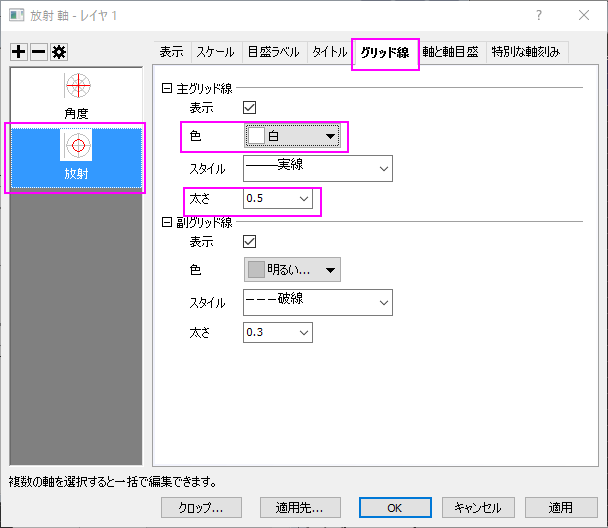 放射 軸 - レイヤ 1
?
表示 スケール 目盛ラベル タイトル グリッド線 軸と軸目盛 特別な軸刻み
角度
放射
主グリッド線
表示
色 白
スタイル 実線
太さ 0.5
副グリッド線
表示
色 明るい...
スタイル 破線
太さ 0.3
複数の軸を選択すると一括で編集できます。
クロップ... 適用先... OK キャンセル 適用